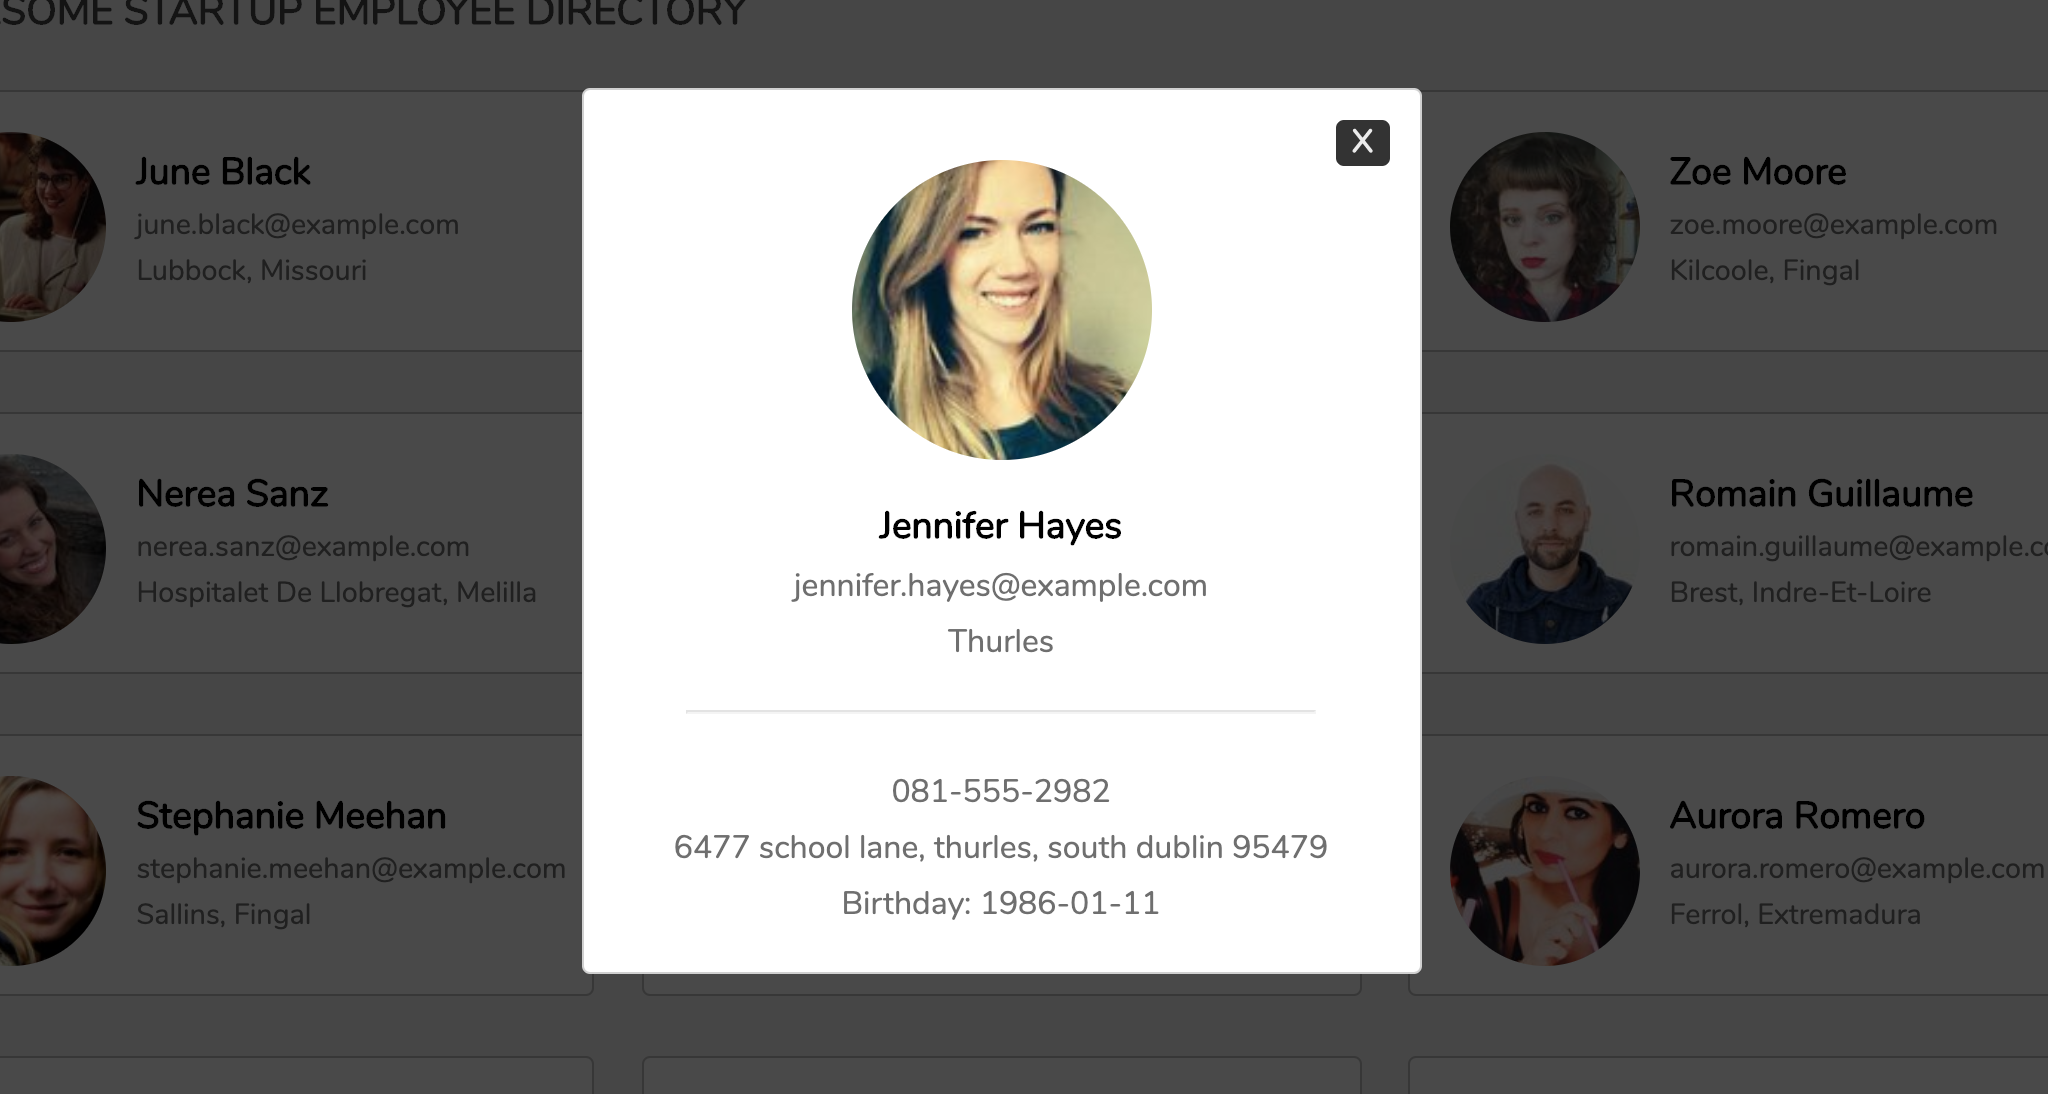 SOME STARTUP EMPLOYEE DIRECTORY
June Black
june.black@example.com
Lubbock, Missouri
Nerea Sanz
nerea.sanz@example.com
Hospitalet De Llobregat, Melilla
Stephanie Meehan
stephanie.meehan@example.com
Sallins, Fingal
X
Jennifer Hayes
jennifer.hayes@example.com
Thurles
081-555-2982
6477 school lane, thurles, south dublin 95479
Birthday: 1986-01-11
Zoe Moore
zoe.moore@example.com
Kilcoole, Fingal
Romain Guillaume
romain.guillaume@example.co
Brest, Indre-Et-Loire
Aurora Romero
aurora.romero@example.com
Ferrol, Extremadura